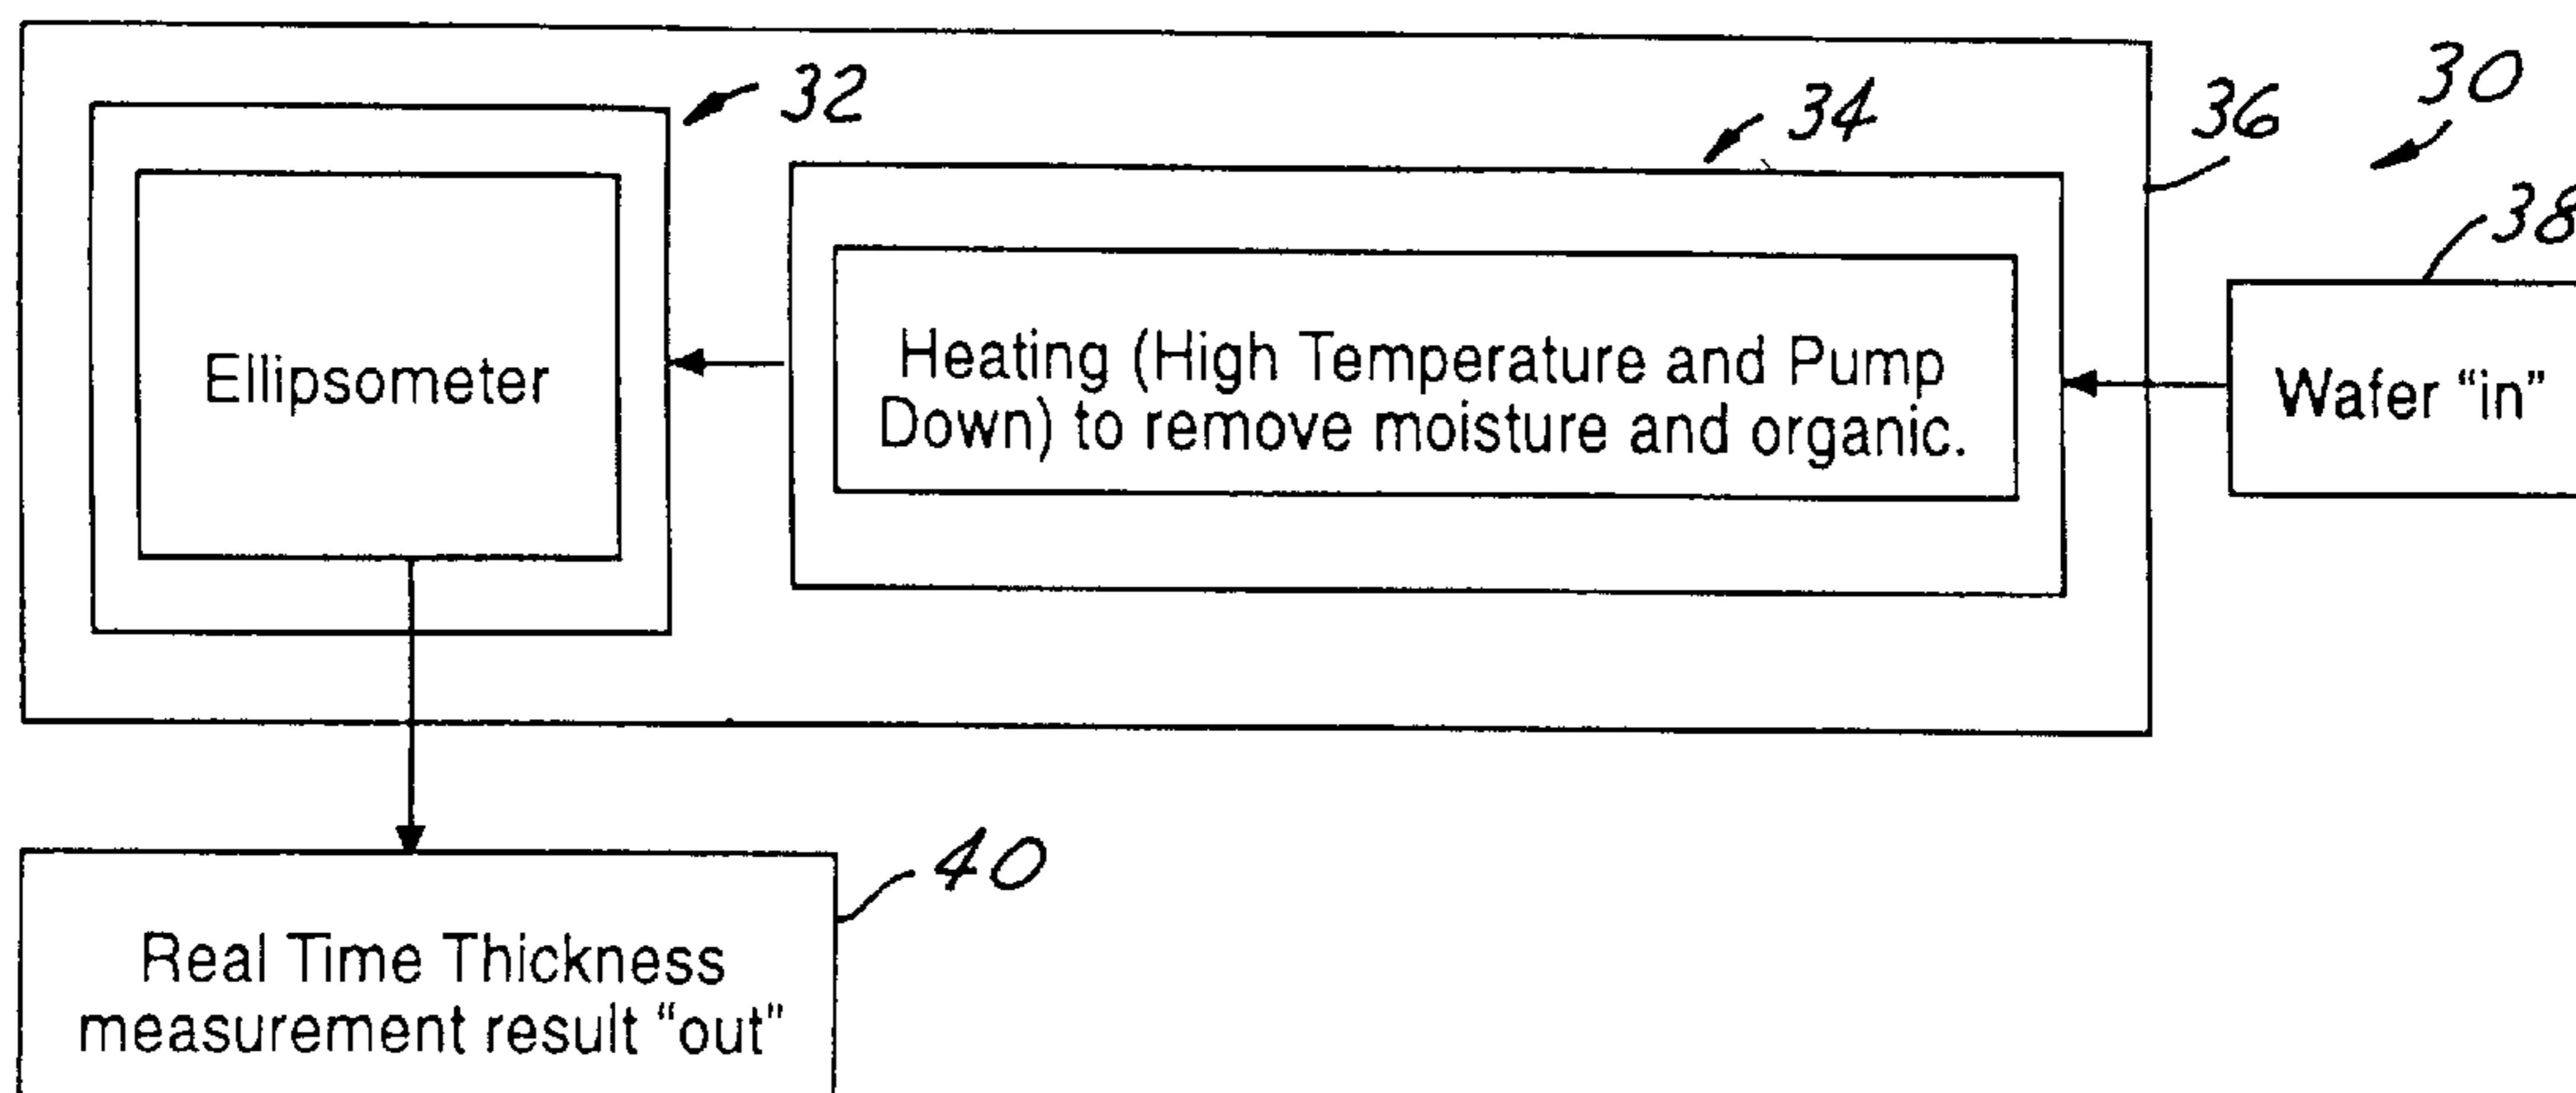 32
34
36
30
38
Ellipsometer
Heating (High Temperature and Pump
Down) to remove moisture and organic.
Wafer “in”
40
Real Time Thickness
measurement result “out”